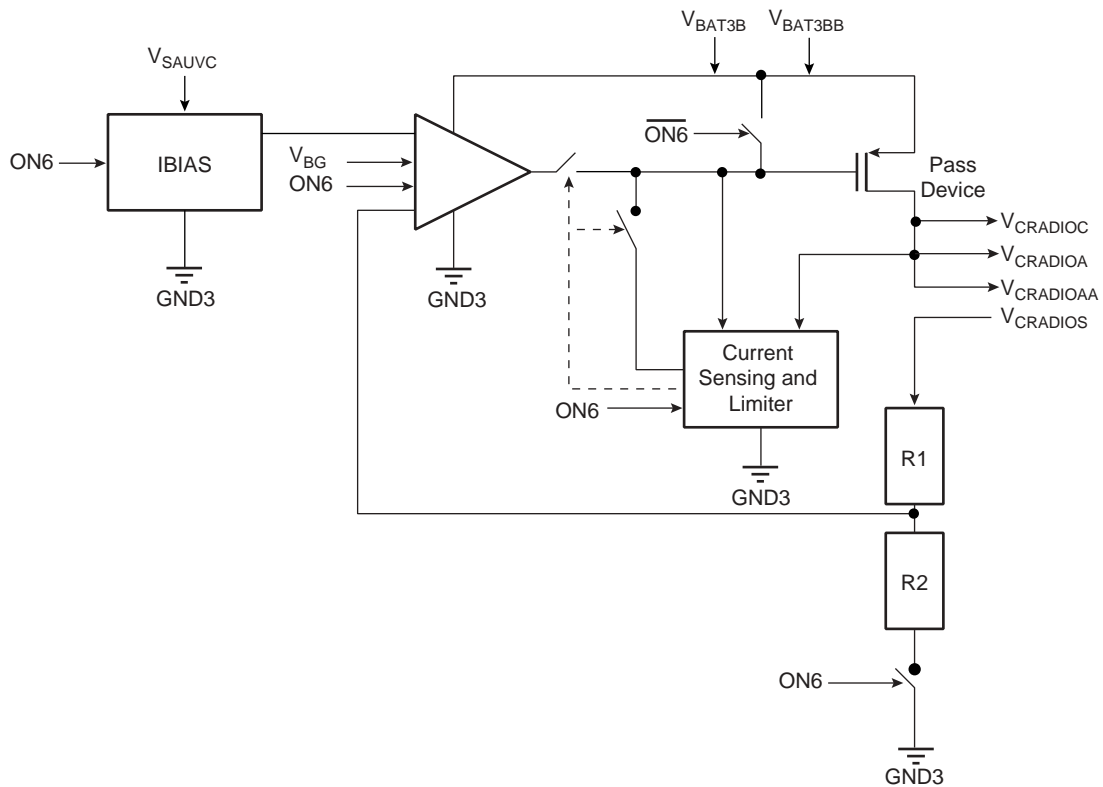 VBAT3B
VBAT3BB
VSAUVC
ON6
IBIAS
GND3
VBG
ON6
GND3
ON6
Pass
Device
VCRADIOC
VCRADIOA
VCRADIOAA
VCRADIOS
Current
Sensing and
Limiter
ON6
GND3
R1
R2
ON6
GND3